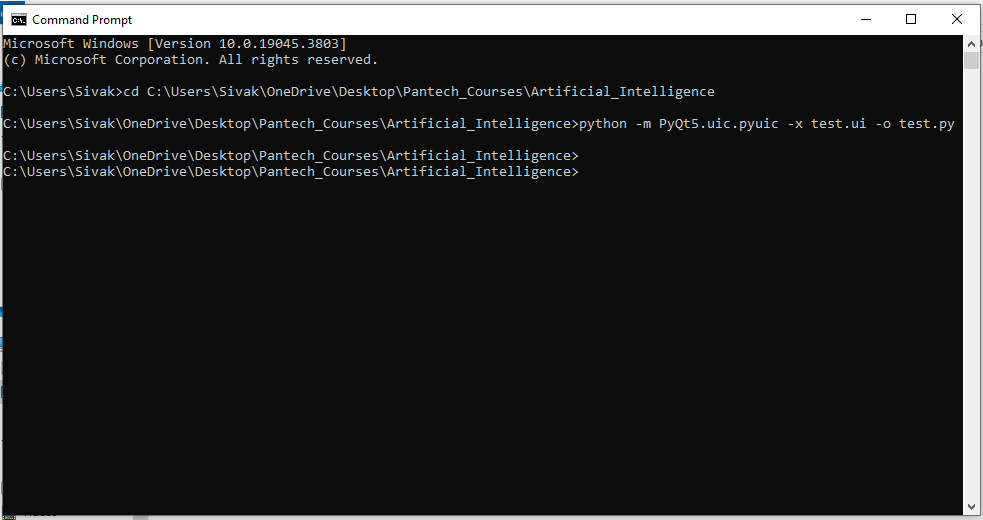 Command Prompt
Microsoft Windows [Version 10.0.19045.3803]
(c) Microsoft Corporation. All rights reserved.
C:\Users\Sivak>cd C:\Users\Sivak\OneDrive\Desktop\Pantech_Courses\Artificial_Intelligence
C:\Users\Sivak\OneDrive\Desktop\Pantech_Courses\Artificial_Intelligence>python -m PyQt5.uic.pyuic -x test.ui -o test.py
C:\Users\Sivak\OneDrive\Desktop\Pantech_Courses\Artificial_Intelligence>
C:\Users\Sivak\OneDrive\Desktop\Pantech_Courses\Artificial_Intelligence>